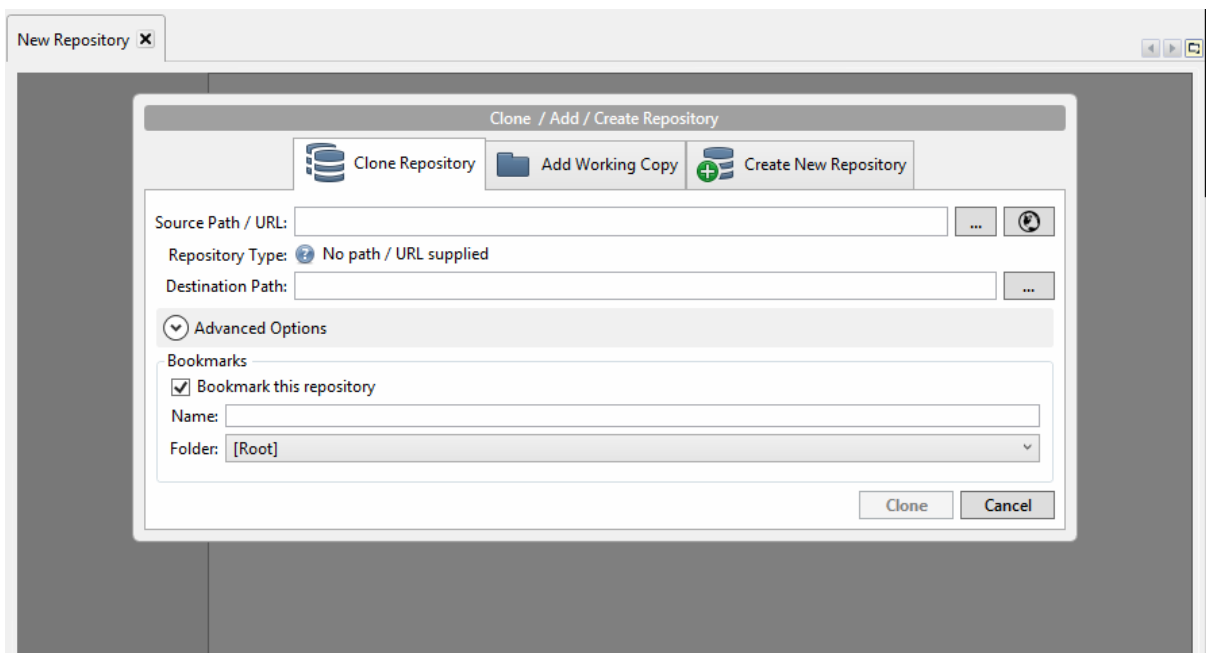 New Repository
Clone / Add / Create Repository
Clone Repository Add Working Copy Create New Repository
Source Path / URL: ...
Repository Type: No path / URL supplied
Destination Path: ...
Advanced Options
Bookmarks
Bookmark this repository
Name:
Folder: [Root]
Clone Cancel